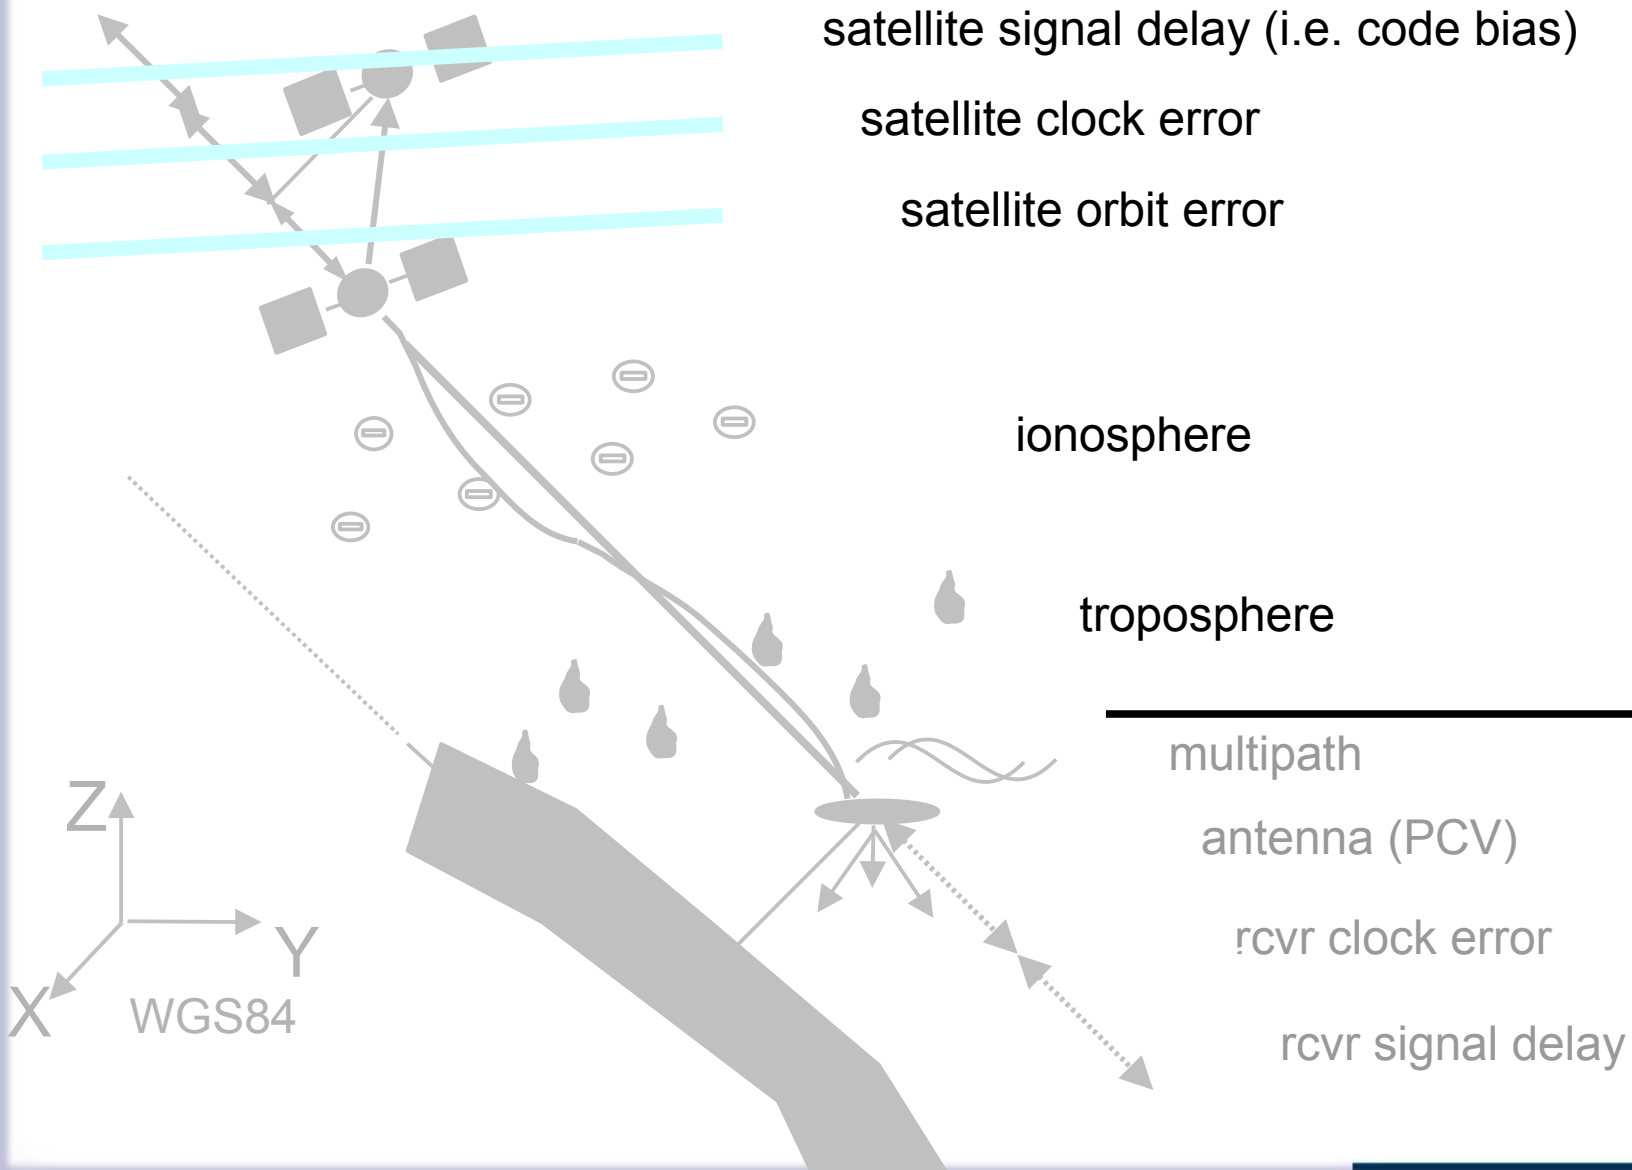 satellite signal delay (i.e. code bias)
satellite clock error
satellite orbit error
ionosphere
troposphere
multipath
antenna (PCV)
rcvr clock error
rcvr signal delay
Z
Y
X
WGS84